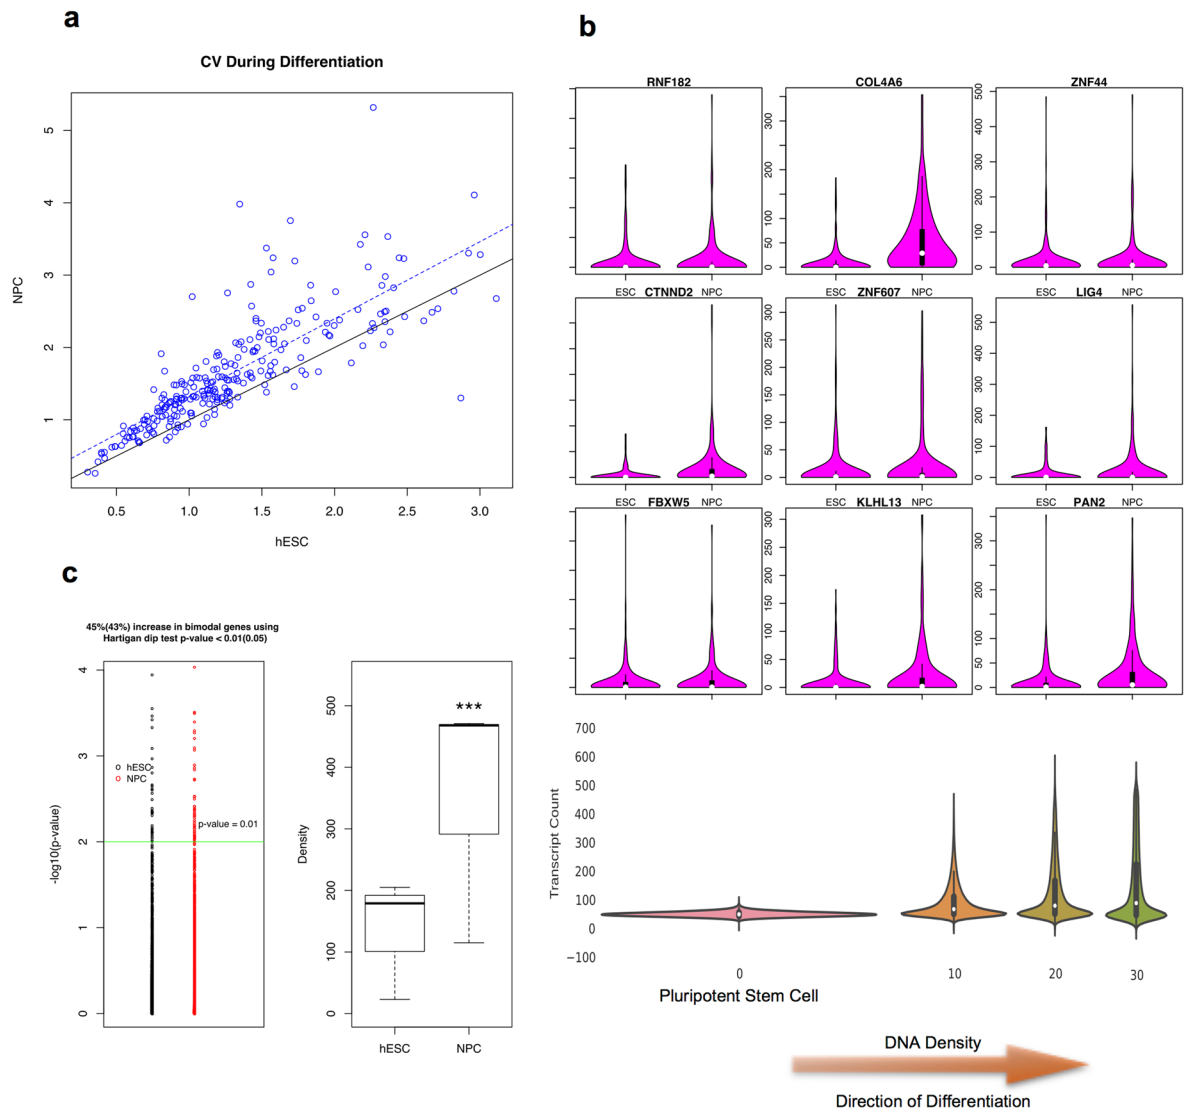 a
CV During Differentiation
NPC
5
4
3
2
1
0.5 1.0 1.5 2.0 2.5 3.0
hESC
b
RNF182 COL4A6 ZNF44
300
200
100
50
0
500
400
300
200
100
0
ESC NPC ESC NPC ESC NPC
CTNND2 ZNF607 LIG4
300
250
200
150
100
50
0
500
400
300
200
100
0
ESC NPC ESC NPC ESC NPC
FBXW5 KLHL13 PAN2
300
250
200
150
100
50
0
300
200
100
50
0
Transcript Count
700
600
500
400
300
200
100
0
−100
0 10 20 30
Pluripotent Stem Cell
DNA Density
Direction of Differentiation
c
45%(43%) increase in bimodal genes using
Hartigan dip test p-value < 0.01(0.05)
-log10(p-value)
4
3
2
1
0
hESC
NPC
p-value = 0.01
Density
500
400
300
200
100
0
***
hESC NPC